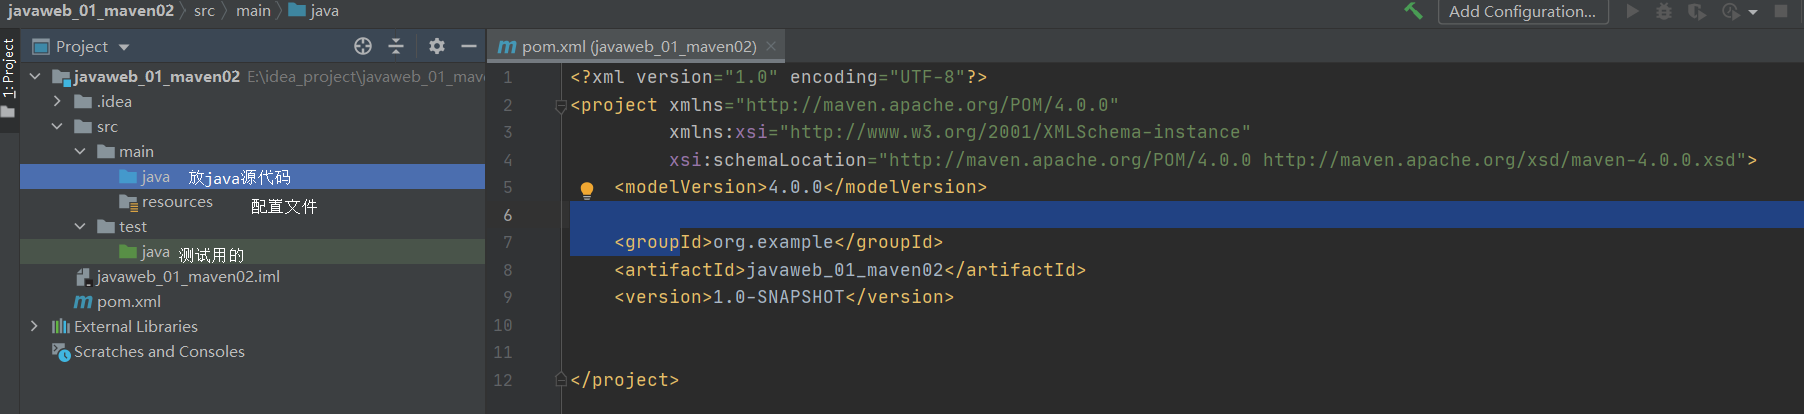 javaweb_01_maven02 src main java
Add Configuration...
1: Project
Project
pom.xml (javaweb_01_maven02)
javaweb_01_maven02 E:\idea_project\javaweb_01_mav
.idea
src
main
java 放java源代码
resources 配置文件
test
java 测试用的
javaweb_01_maven02.iml
pom.xml
External Libraries
Scratches and Consoles
1 <?xml version="1.0" encoding="UTF-8"?>
2 <project xmlns="http://maven.apache.org/POM/4.0.0"
3 xmlns:xsi="http://www.w3.org/2001/XMLSchema-instance"
4 xsi:schemaLocation="http://maven.apache.org/POM/4.0.0 http://maven.apache.org/xsd/maven-4.0.0.xsd">
5 <modelVersion>4.0.0</modelVersion>
6
7 <groupId>org.example</groupId>
8 <artifactId>javaweb_01_maven02</artifactId>
9 <version>1.0-SNAPSHOT</version>
10
11
12 </project>